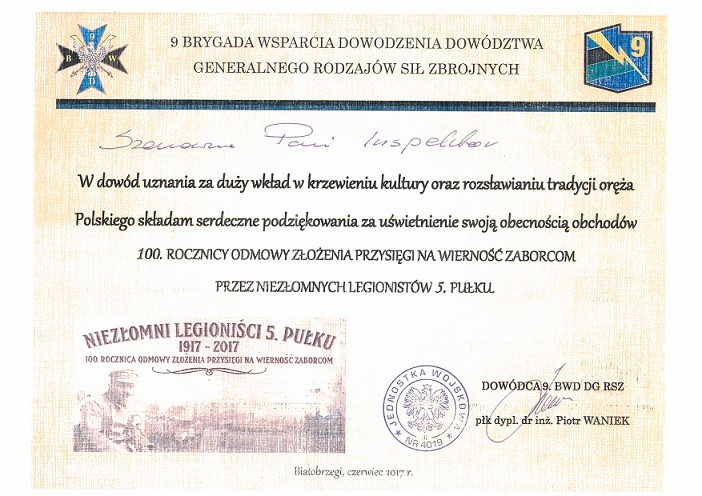 9
B W
D
9 BRYGADA WSPARCIA DOWODZENIA DOWÓDZTWA
GENERALNEGO RODZAJÓW SIŁ ZBROJNYCH
9
Szanowna Pani Inspektor
W dowód uznania za duży wkład w krzewieniu kultury oraz rozsławianiu tradycji oręża
Polskiego składam serdeczne podziękowania za uświetnienie swoją obecnością obchodów
100. ROCZNICY ODMOWY ZŁOŻENIA PRZYSIĘGI NA WIERNOŚĆ ZABORCOM
PRZEZ NIEZŁOMNYCH LEGIONISTÓW 5. PUŁKU.
NIEZŁOMNI LEGIONIŚCI 5. PUŁKU
1917 - 2017
100. ROCZNICA ODMOWY ZŁOŻENIA PRZYSIĘGI NA WIERNOŚĆ ZABORCOM
★ JEDNOSTKA WOJSKOWA ★
NR 4019
DOWÓDCA 9. BWD DG RSZ
płk dypl. dr inż. Piotr WANIEK
Białobrzegi, czerwiec 2017 r.